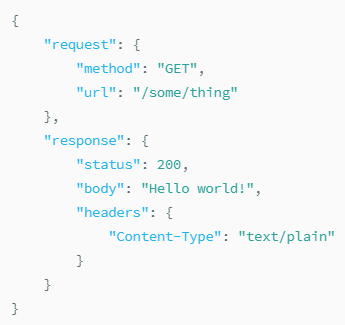 {
    "request": {
        "method": "GET",
        "url": "/some/thing"
    },
    "response": {
        "status": 200,
        "body": "Hello world!",
        "headers": {
            "Content-Type": "text/plain"
        }
    }
}